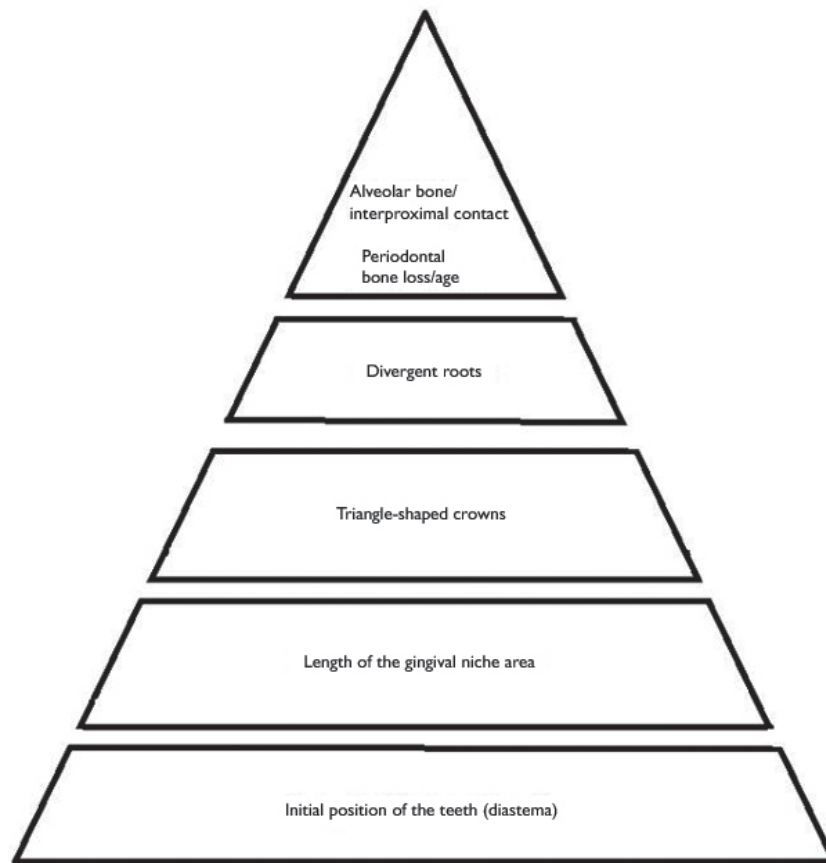 Alveolar bone/
interproximal contact
Periodontal
bone loss/age
Divergent roots
Triangle-shaped crowns
Length of the gingival niche area
Initial position of the teeth (diastema)